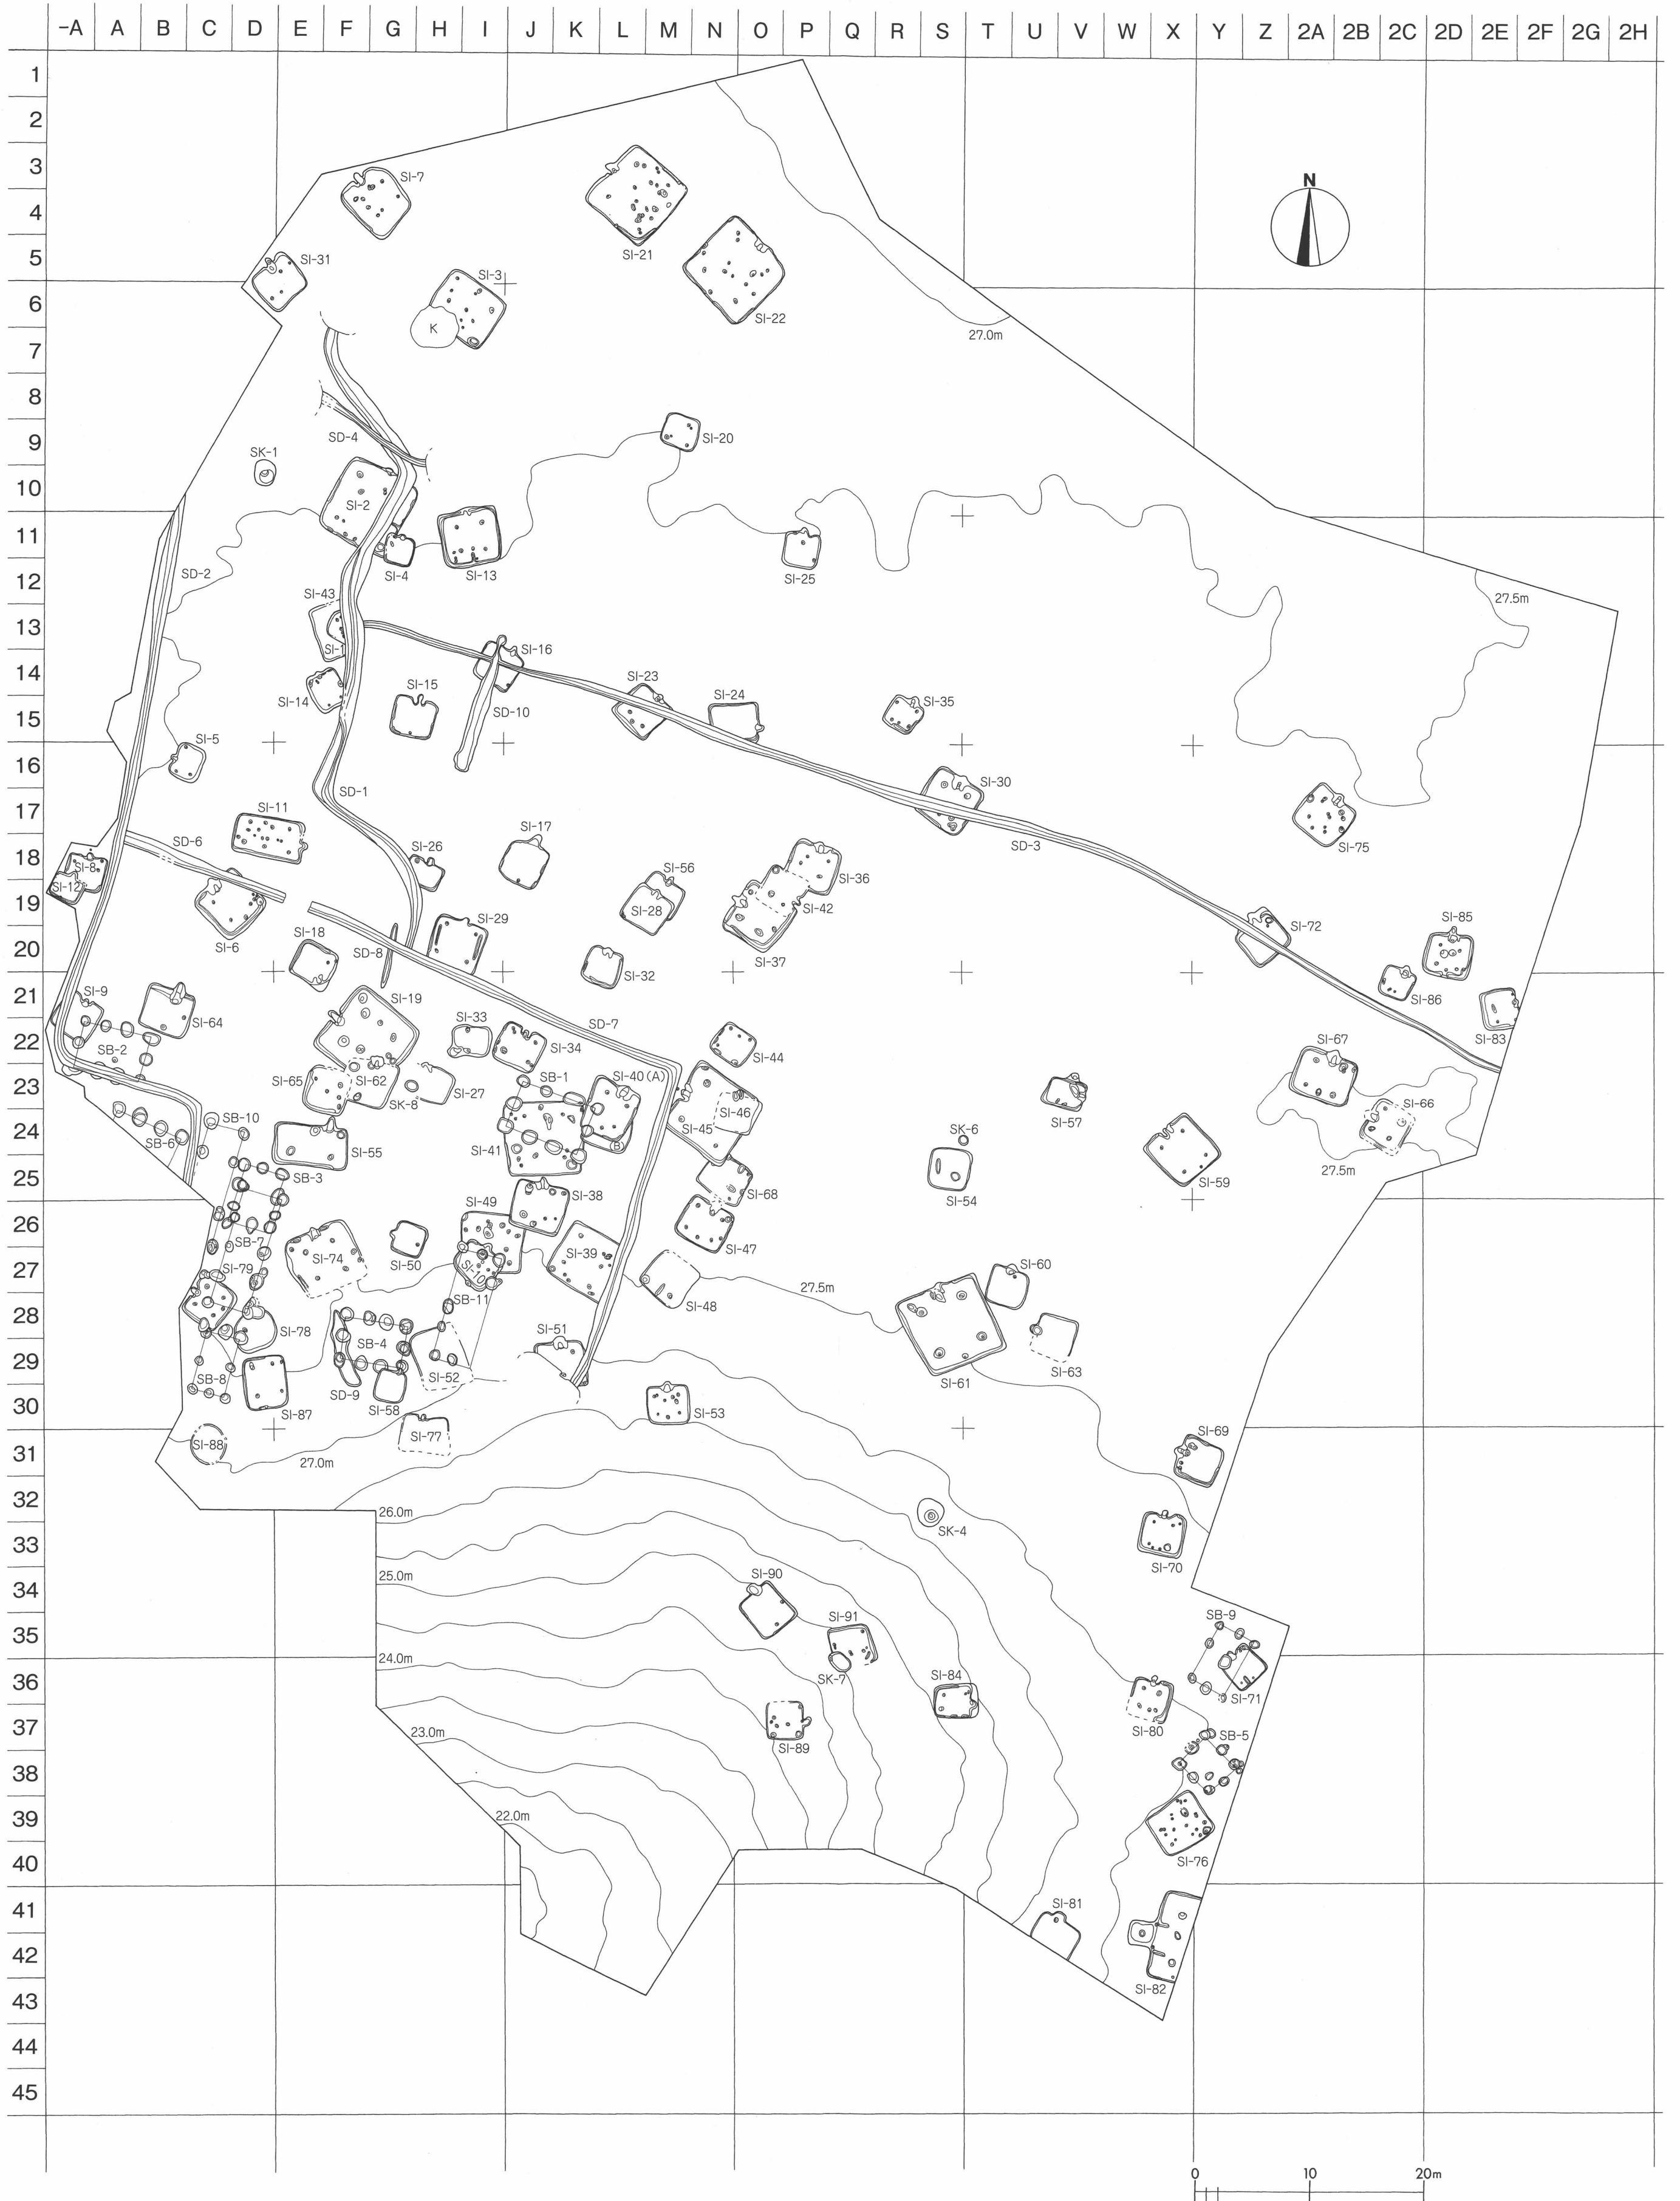 -A A B C D E F G H I J K L M N O P Q R S T U V W X Y Z 2A 2B 2C 2D 2E 2F 2G 2H
1
2
3
SI-7
N
4
SI-21
5
SI-31
SI-3
6
SI-22
K
27.0m
7
8
SD-4
SI-20
9
SK-1
10
SI-2
11
SI-4
SI-13
SI-25
12
SD-2
27.5m
SI-43
13
SI-1
SI-16
14
SI-14
SI-15
SI-23
SI-24
SI-35
15
SD-10
SI-5
16
SI-30
SD-1
17
SI-11
SI-17
SD-3
SI-75
SD-6
18
SI-8
SI-26
SI-56
SI-36
SI-12
19
SI-28
SI-42
SI-6
SI-29
SI-72
SI-85
20
SI-18
SD-8
SI-37
SI-32
21
SI-9
SI-64
SI-19
SI-86
SI-33
SD-7
SI-83
22
SB-2
SI-34
SI-44
SI-67
23
SI-65
SI-62
SI-27
SB-1
SI-40(A)
SK-8
SI-46
SI-57
SI-66
24
SB-10
SB-6
SI-55
SI-41
B
SI-45
SK-6
27.5m
25
SB-3
SI-68
SI-54
SI-59
26
SB-7
SI-49
SI-38
SI-74
SI-50
SI-39
SI-47
27
SI-79
SI-10
SI-60
SI-48
27.5m
28
SB-11
SI-78
SB-4
SI-51
29
SB-8
SI-52
SI-61
SI-63
SD-9
30
SI-87
SI-58
SI-53
SI-77
31
SI-88
27.0m
SI-69
32
26.0m
SK-4
33
SI-70
34
25.0m
SI-90
35
SI-91
SB-9
24.0m
36
SK-7
SI-84
SI-71
37
23.0m
SI-89
SI-80
SB-5
38
39
22.0m
SI-76
40
41
SI-81
42
SI-82
43
44
45
0 10 20m